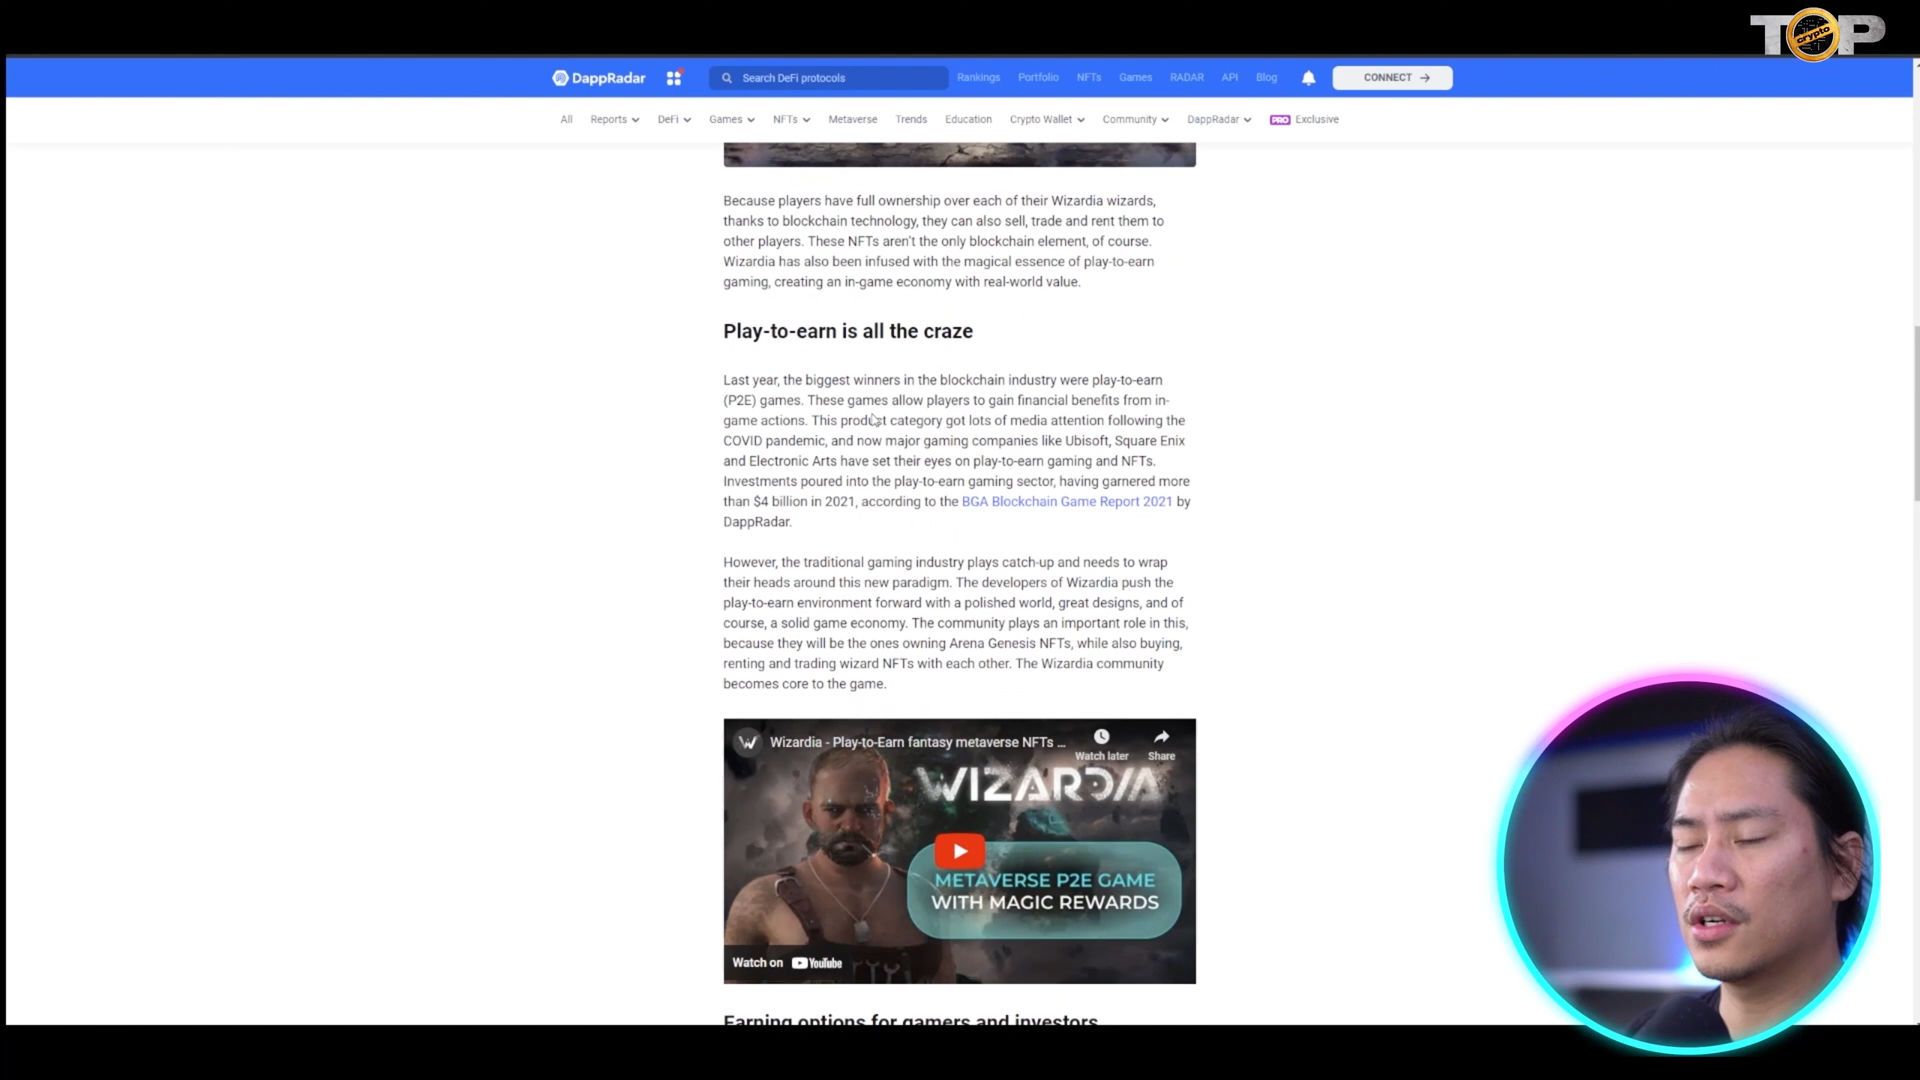 TOP
crypto
DappRadar
Search DeFi protocols
Rankings
Portfolio
NFTs
Games
RADAR
API
Blog
CONNECT →
All
Reports
DeFi
Games
NFTs
Metaverse
Trends
Education
Crypto Wallet
Community
DappRadar
PRO Exclusive
Because players have full ownership over each of their Wizardia wizards,
thanks to blockchain technology, they can also sell, trade and rent them to
other players. These NFTs aren't the only blockchain element, of course.
Wizardia has also been infused with the magical essence of play-to-earn
gaming, creating an in-game economy with real-world value.
Play-to-earn is all the craze
Last year, the biggest winners in the blockchain industry were play-to-earn
(P2E) games. These games allow players to gain financial benefits from in-
game actions. This product category got lots of media attention following the
COVID pandemic, and now major gaming companies like Ubisoft, Square Enix
and Electronic Arts have set their eyes on play-to-earn gaming and NFTs.
Investments poured into the play-to-earn gaming sector, having garnered more
than $4 billion in 2021, according to the BGA Blockchain Game Report 2021 by
DappRadar.
However, the traditional gaming industry plays catch-up and needs to wrap
their heads around this new paradigm. The developers of Wizardia push the
play-to-earn environment forward with a polished world, great designs, and of
course, a solid game economy. The community plays an important role in this,
because they will be the ones owning Arena Genesis NFTs, while also buying,
renting and trading wizard NFTs with each other. The Wizardia community
becomes core to the game.
W
Wizardia - Play-to-Earn fantasy metaverse NFTs ...
Watch later
Share
WIZARDIA
METAVERSE P2E GAME
WITH MAGIC REWARDS
Watch on YouTube
Earning options for gamers and investors